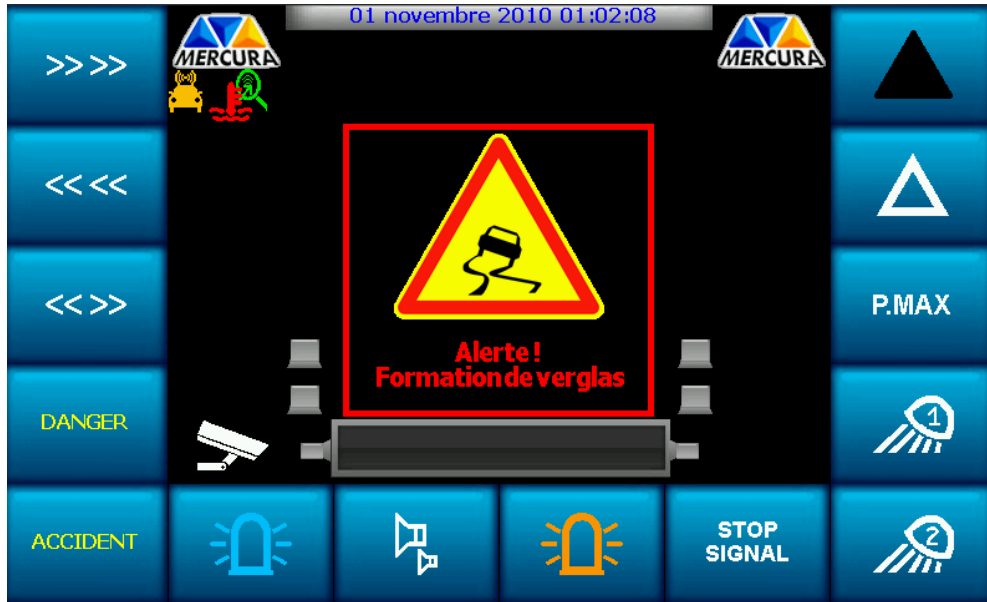 01 novembre 2010 01:02:08
MERCURA
MERCURA
>> >>
<< <<
<< >>
DANGER
ACCIDENT
Alerte !
Formation de verglas
P.MAX
1
2
STOP
SIGNAL